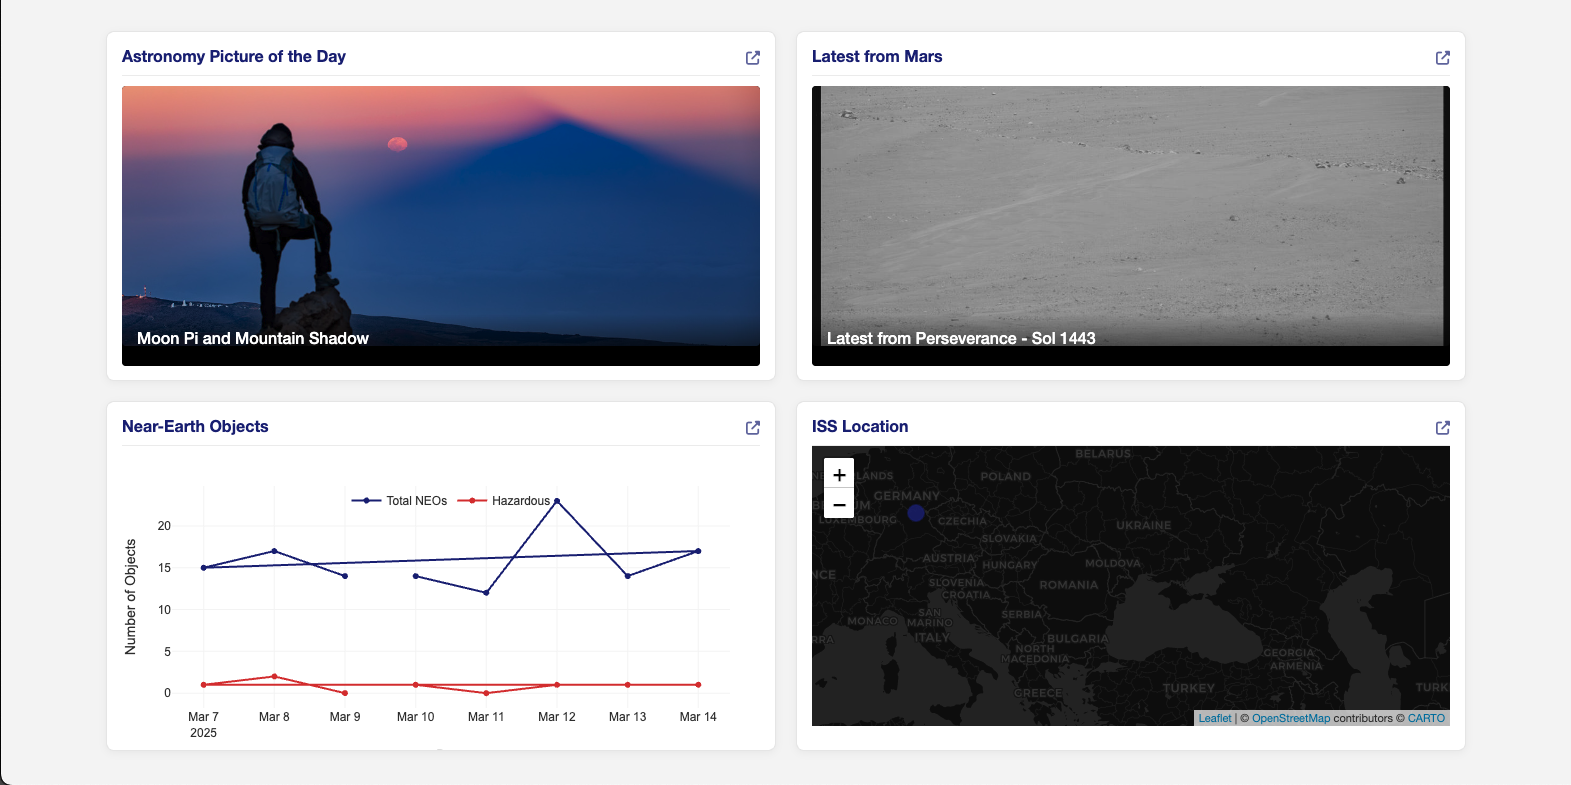 Astronomy Picture of the Day
Moon Pi and Mountain Shadow
Latest from Mars
Latest from Perseverance - Sol 1443
Near-Earth Objects
Total NEOs
Hazardous
Number of Objects
20
15
10
5
0
Mar 7
2025
Mar 8
Mar 9
Mar 10
Mar 11
Mar 12
Mar 13
Mar 14
ISS Location
+
−
BELARUS
LANDS
POLAND
GERMANY
LUXEMBOURG
CZECHIA
UKRAINE
SLOVAKIA
AUSTRIA
HUNGARY
MOLDOVA
SLOVENIA
CROATIA
ROMANIA
SAN
MARINO
MONACO
SERBIA
ITALY
BULGARIA
NORTH
MACEDONIA
GEORGIA
ARMENIA
GREECE
TURKEY
TURK
Leaflet | © OpenStreetMap contributors © CARTO